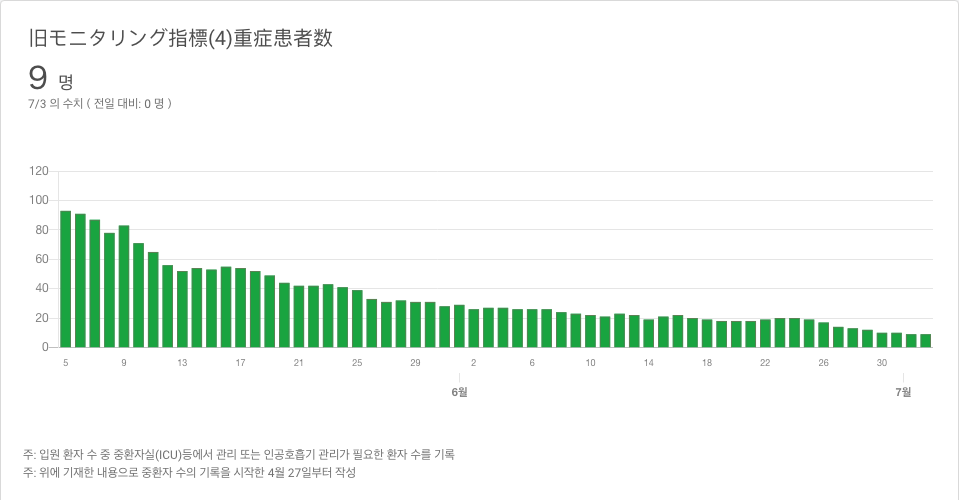 旧モニタリング指標(4)重症患者数
9 명
7/3 의 수치 ( 전일 대비: 0 명 )
120
100
80
60
40
20
0
5 9 13 17 21 25 29 2 6 10 14 18 22 26 30
6월 7월
주: 입원 환자 수 중 중환자실(ICU)등에서 관리 또는 인공호흡기 관리가 필요한 환자 수를 기록
주: 위에 기재한 내용으로 중환자 수의 기록을 시작한 4월 27일부터 작성